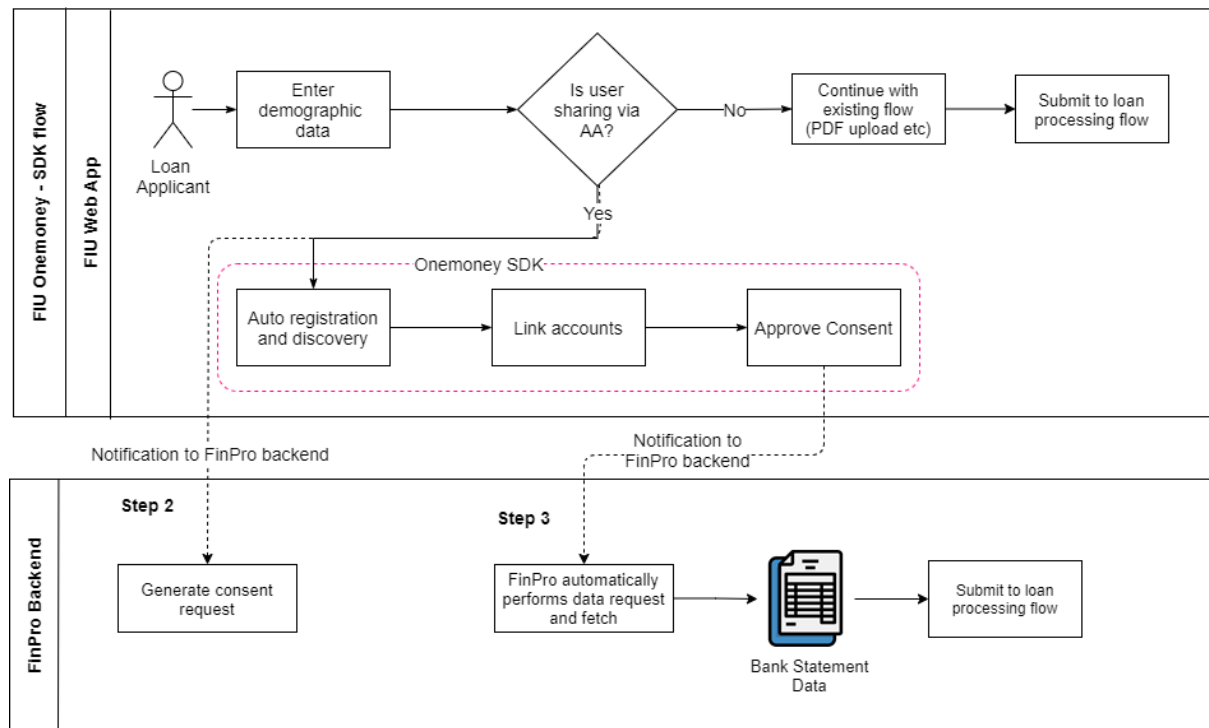 FIU Onemoney - SDK flow
FIU Web App
Loan
Applicant
Enter
demographic
data
Is user
sharing via
AA?
No
Continue with
existing flow
(PDF upload etc)
Submit to loan
processing flow
Yes
Onemoney SDK
Auto registration
and discovery
Link accounts
Approve Consent
Notification to FinPro backend
Notification to
FinPro backend
FinPro Backend
Step 2
Generate consent
request
Step 3
FinPro automatically
performs data request
and fetch
Bank Statement
Data
Submit to loan
processing flow